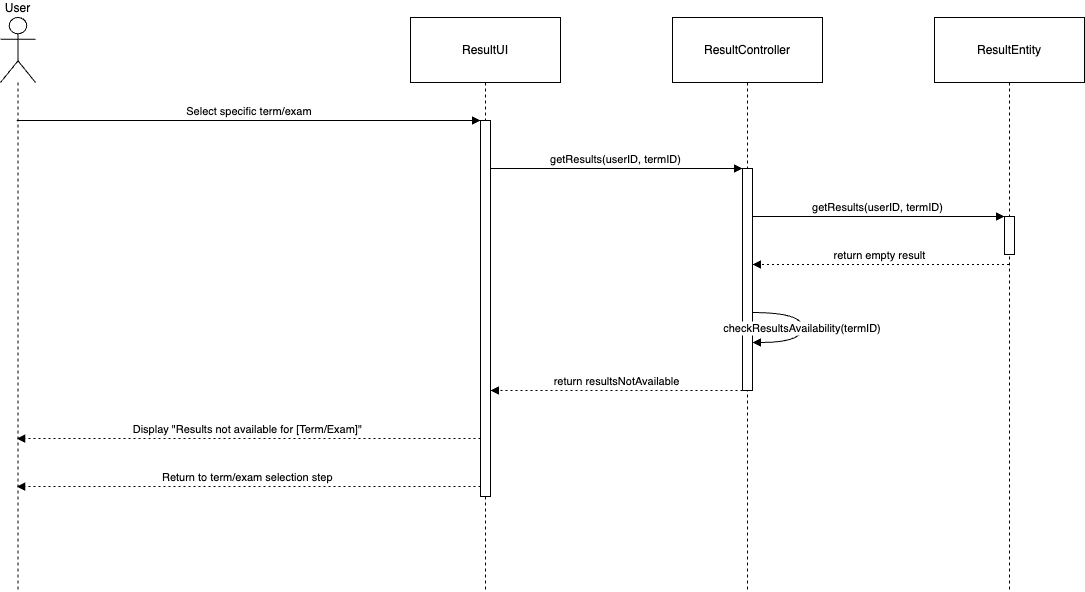 User
ResultUI
ResultController
ResultEntity
Select specific term/exam
getResults(userID, termID)
getResults(userID, termID)
return empty result
checkResultsAvailability(termID)
return resultsNotAvailable
Display "Results not available for [Term/Exam]"
Return to term/exam selection step